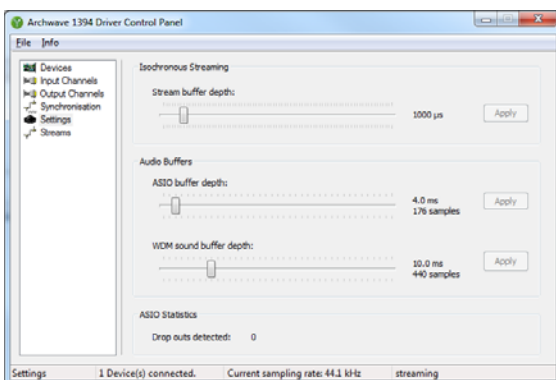 Archwave 1394 Driver Control Panel
File Info
Devices
Input Channels
Output Channels
Synchronisation
Settings
Streams
Isochronous Streaming
Stream buffer depth:
1000 µs
Apply
Audio Buffers
ASIO buffer depth:
4.0 ms
176 samples
Apply
WDM sound buffer depth:
10.0 ms
440 samples
Apply
ASIO Statistics
Drop outs detected: 0
Settings 1 Device(s) connected. Current sampling rate: 44.1 kHz streaming